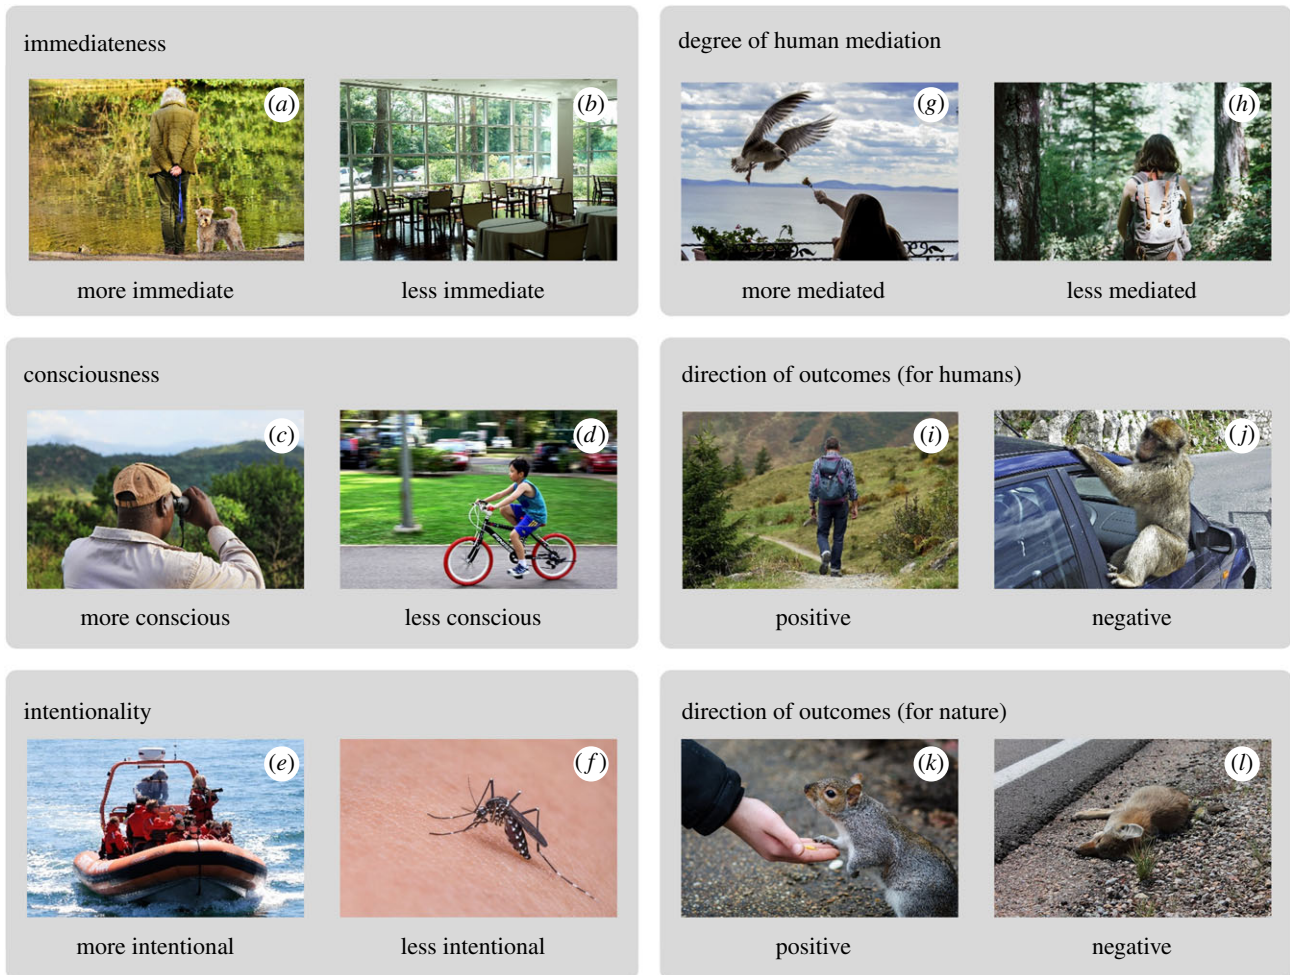 immediateness
(a)
(b)
more immediate
less immediate
degree of human mediation
(g)
(h)
more mediated
less mediated
consciousness
(c)
(d)
more conscious
less conscious
direction of outcomes (for humans)
(i)
(j)
positive
negative
intentionality
(e)
(f)
more intentional
less intentional
direction of outcomes (for nature)
(k)
(l)
positive
negative